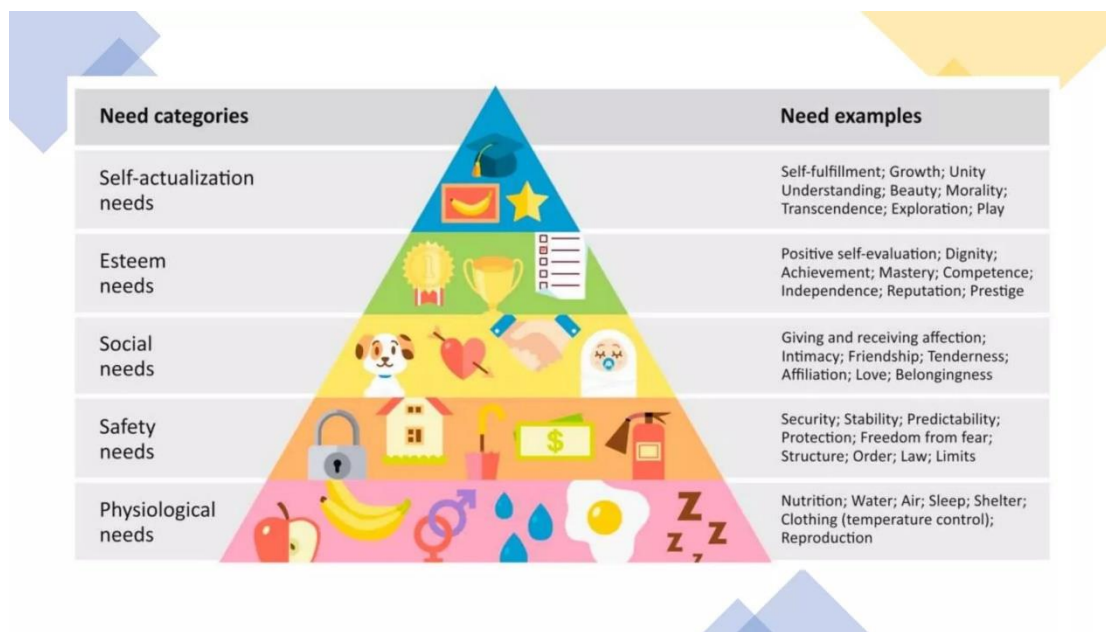 Need categories
Need examples
Self-actualization
needs
Self-fulfillment; Growth; Unity
Understanding; Beauty; Morality;
Transcendence; Exploration; Play
Esteem
needs
1
Positive self-evaluation; Dignity;
Achievement; Mastery; Competence;
Independence; Reputation; Prestige
Social
needs
Giving and receiving affection;
Intimacy; Friendship; Tenderness;
Affiliation; Love; Belongingness
Safety
needs
$
Security; Stability; Predictability;
Protection; Freedom from fear;
Structure; Order; Law; Limits
Physiological
needs
Z
Z
Z
z
Nutrition; Water; Air; Sleep; Shelter;
Clothing (temperature control);
Reproduction